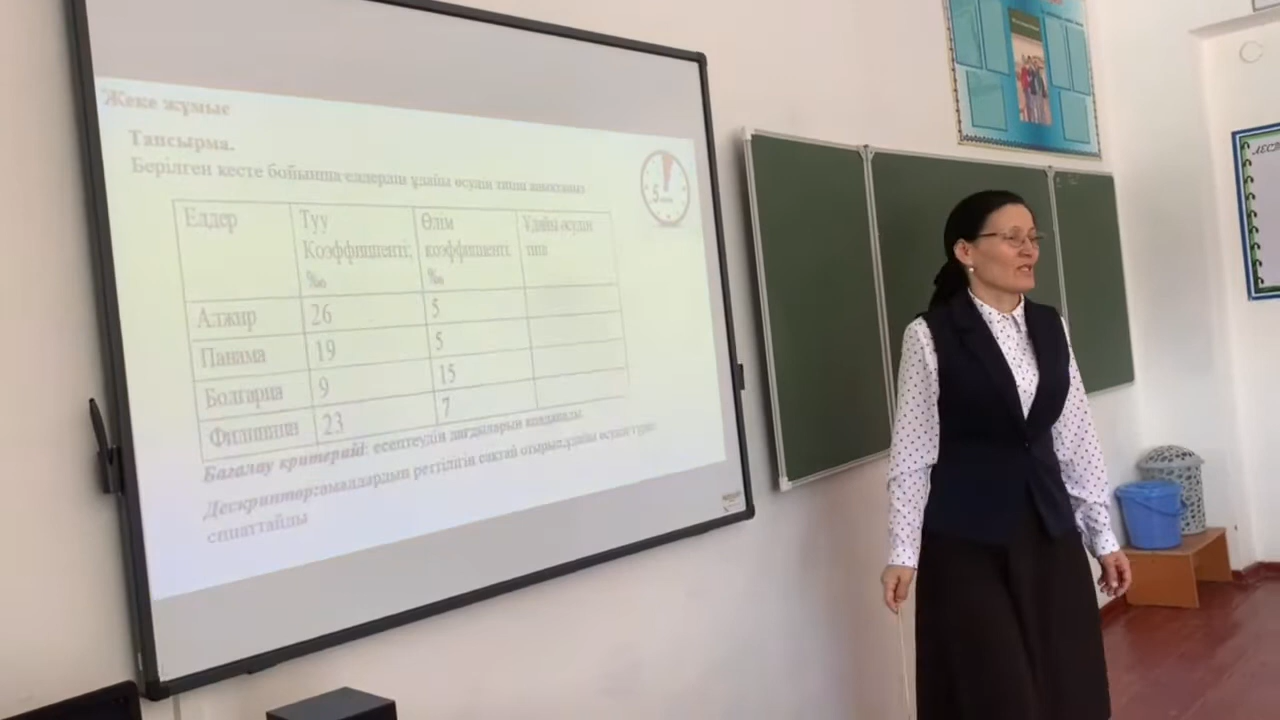 Жеке жұмыс
Тапсырма.
Берілген кесте бойынша елдердің ұдайы өсудің типін анықтаңыз
5
Елдер
Туу
Коэффициенті,
‰
Өлім
коэффициенті,
‰
Ұдайы өсудің
типі
Алжир 26 5
Панама 19 5
Болгария 9 15
Филиппин 23 7
Бағалау критерийі: есептеудің дағдыларын қолданады
Дескриптор: амалдардың реттілігін сақтай отырып, ұдайы өсудің түрін
сипаттайды